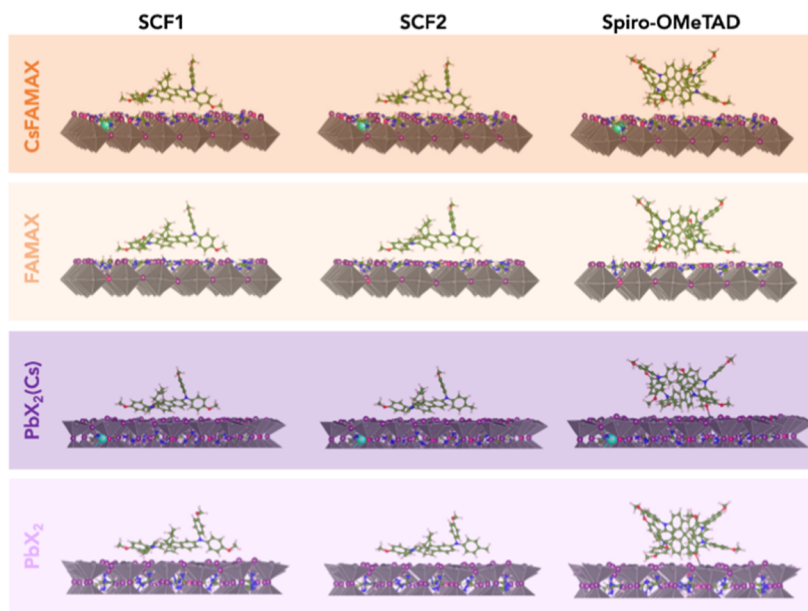 SCF1 SCF2 Spiro-OMeTAD
CsFAMAX
FAMAX
PbX₂(Cs)
PbX₂